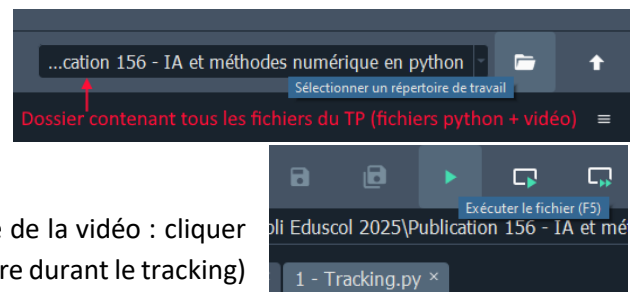 ...cation 156 - IA et méthodes numérique en python
Sélectionner un répertoire de travail
Dossier contenant tous les fichiers du TP (fichiers python + vidéo)
Exécuter le fichier (F5)
de la vidéo : cliquer
oli Eduscol 2025\Publication 156 - IA et mé
durant le tracking)
1 - Tracking.py ×